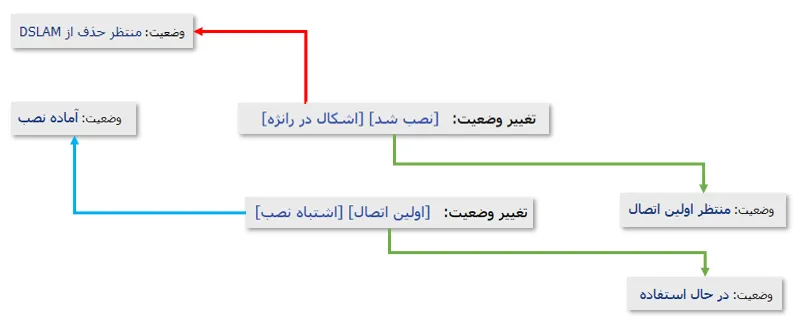 وضعیت: منتظر حذف از DSLAM
وضعیت: آماده نصب
تغییر وضعیت: [نصب شد] [اشکال در رانژه]
وضعیت: منتظر اولین اتصال
تغییر وضعیت: [اولین اتصال] [اشتباه نصب]
وضعیت: در حال استفاده